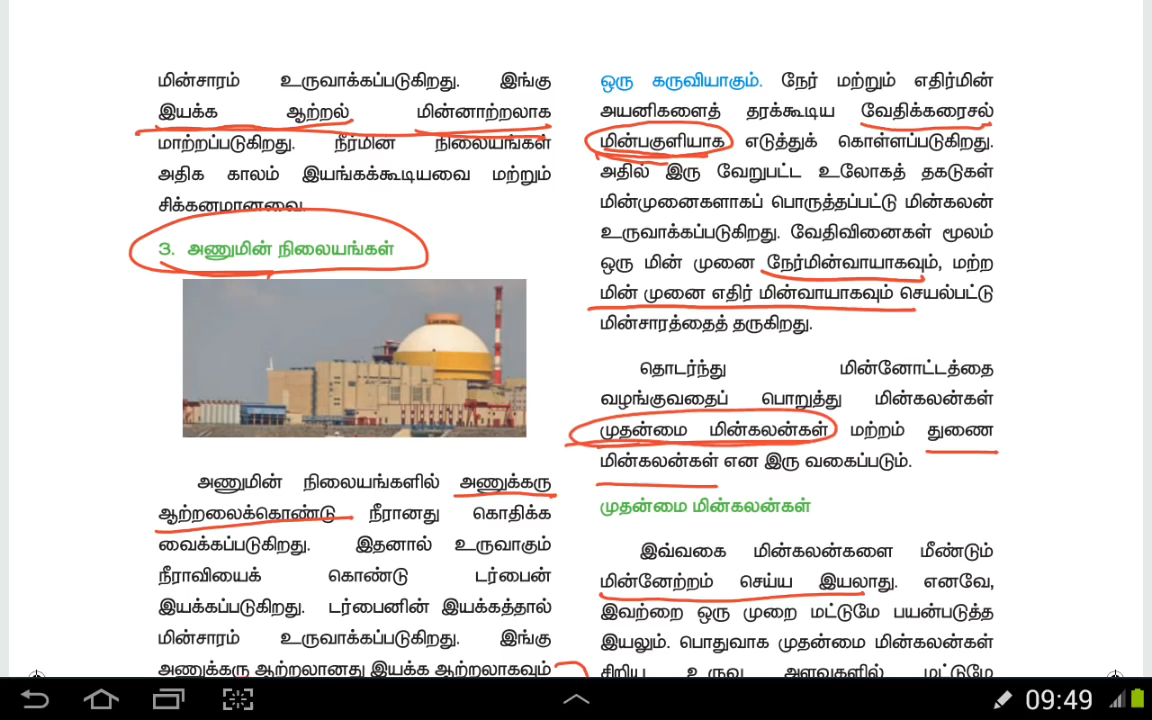 மின்சாரம் உருவாக்கப்படுகிறது. இங்கு
இயக்க ஆற்றல் மின்னாற்றலாக
மாற்றப்படுகிறது. நீர்மின் நிலையங்கள்
அதிக காலம் இயங்கக்கூடியவை மற்றும்
சிக்கனமானவை.
3. அணுமின் நிலையங்கள்
அணுமின் நிலையங்களில் அணுக்கரு
ஆற்றலைக்கொண்டு நீரானது கொதிக்க
வைக்கப்படுகிறது. இதனால் உருவாகும்
நீராவியைக் கொண்டு டர்பைன்
இயக்கப்படுகிறது. டர்பைனின் இயக்கத்தால்
மின்சாரம் உருவாக்கப்படுகிறது. இங்கு
அணுக்கரு ஆற்றலானது இயக்க ஆற்றலாகவும்
ஒரு கருவியாகும். நேர் மற்றும் எதிர்மின்
அயனிகளைத் தரக்கூடிய வேதிக்கரைசல்
மின்பகுளியாக எடுத்துக் கொள்ளப்படுகிறது.
அதில் இரு வேறுபட்ட உலோகத் தகடுகள்
மின்முனைகளாகப் பொருத்தப்பட்டு மின்கலன்
உருவாக்கப்படுகிறது. வேதிவினைகள் மூலம்
ஒரு மின் முனை நேர்மின்வாயாகவும், மற்ற
மின் முனை எதிர் மின்வாயாகவும் செயல்பட்டு
மின்சாரத்தைத் தருகிறது.
தொடர்ந்து மின்னோட்டத்தை
வழங்குவதைப் பொறுத்து மின்கலன்கள்
முதன்மை மின்கலன்கள் மற்றம் துணை
மின்கலன்கள் என இரு வகைப்படும்.
முதன்மை மின்கலன்கள்
இவ்வகை மின்கலன்களை மீண்டும்
மின்னேற்றம் செய்ய இயலாது. எனவே,
இவற்றை ஒரு முறை மட்டுமே பயன்படுத்த
இயலும். பொதுவாக முதன்மை மின்கலன்கள்
சிறிய உருவ அளவுகளில் மட்டுமே
09:49